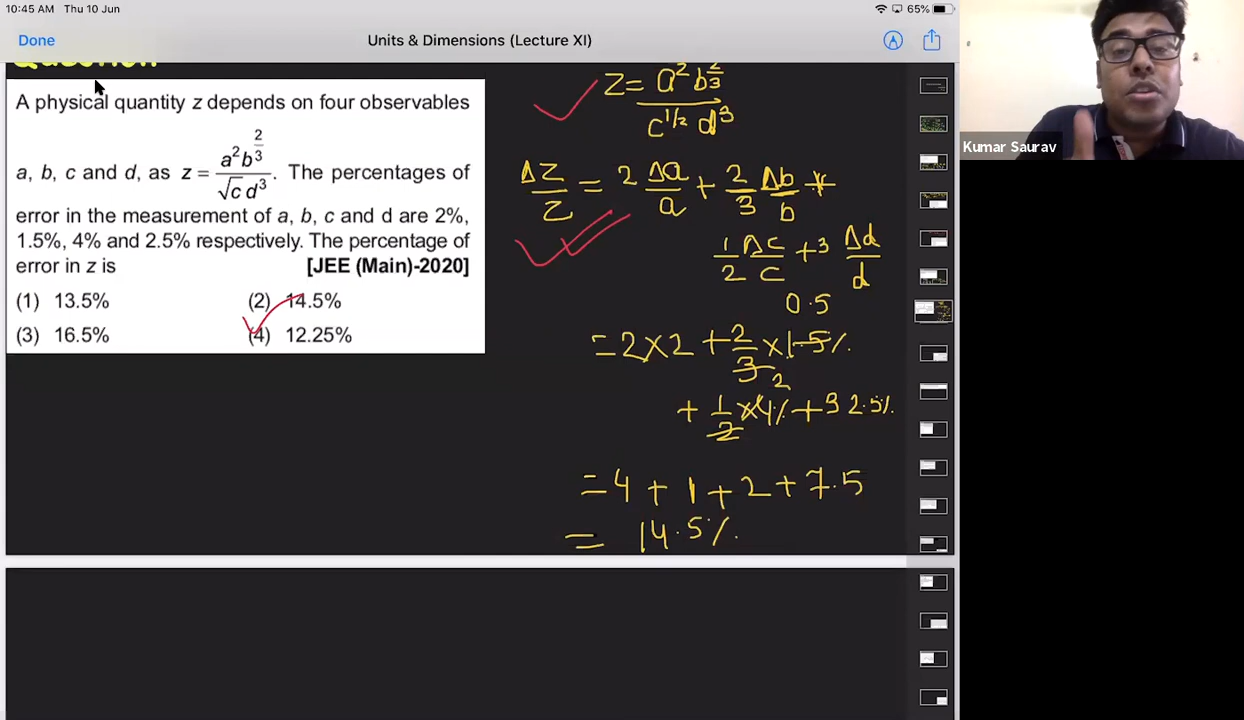 10:45 AM Thu 10 Jun
65%
Done
Units & Dimensions (Lecture XI)
Question
A physical quantity z depends on four observables
a, b, c and d, as z = a²b^(2/3) / √c d³. The percentages of
error in the measurement of a, b, c and d are 2%,
1.5%, 4% and 2.5% respectively. The percentage of
error in z is [JEE (Main)-2020]
(1) 13.5% (2) 14.5%
(3) 16.5% (4) 12.25%
z = a² b^(2/3) / c^(1/2) d³
Δz/z = 2 Δa/a + 2/3 Δb/b +
1/2 Δc/c + 3 Δd/d
0.5
= 2 × 2 + 2/3 × 1.5%
2
+ 1/2 × 4% + 3 2.5%
= 4 + 1 + 2 + 7.5
= 14.5%
Kumar Saurav